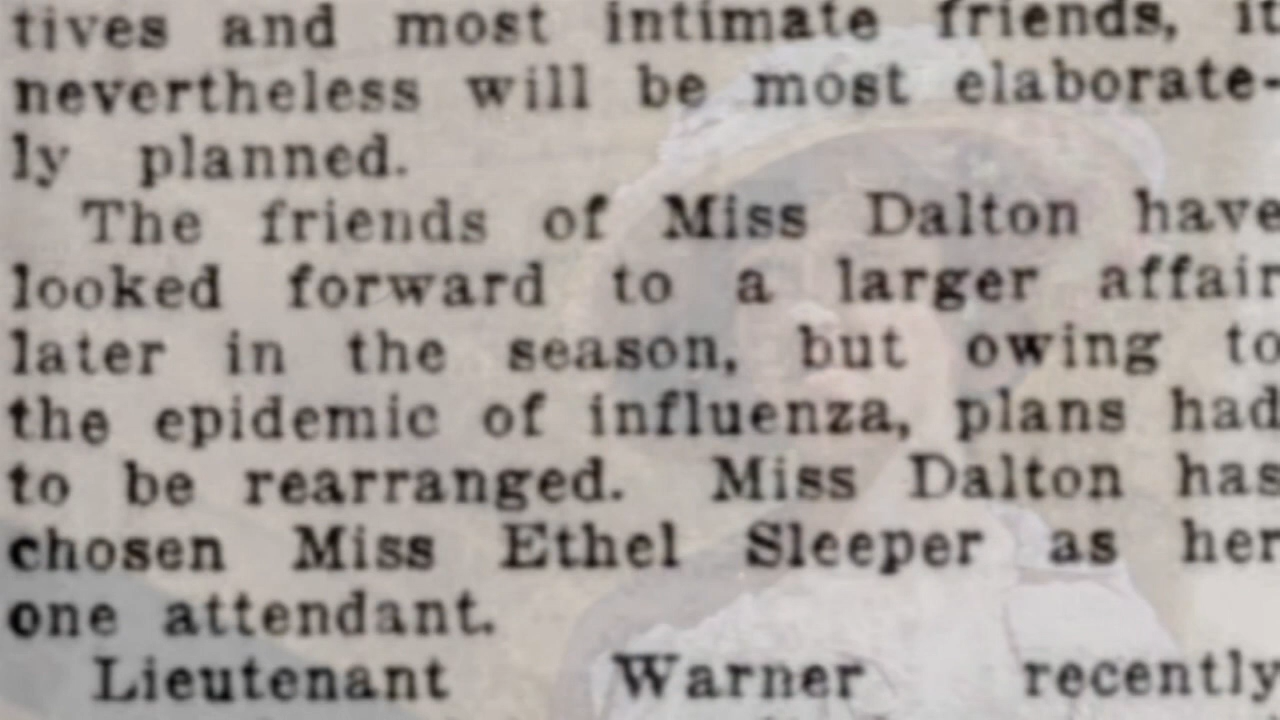 tives and most intimate friends, it
nevertheless will be most elaborate-
ly planned.
The friends of Miss Dalton have
looked forward to a larger affair
later in the season, but owing to
the epidemic of influenza, plans had
to be rearranged. Miss Dalton has
chosen Miss Ethel Sleeper as her
one attendant.
Lieutenant Warner recently